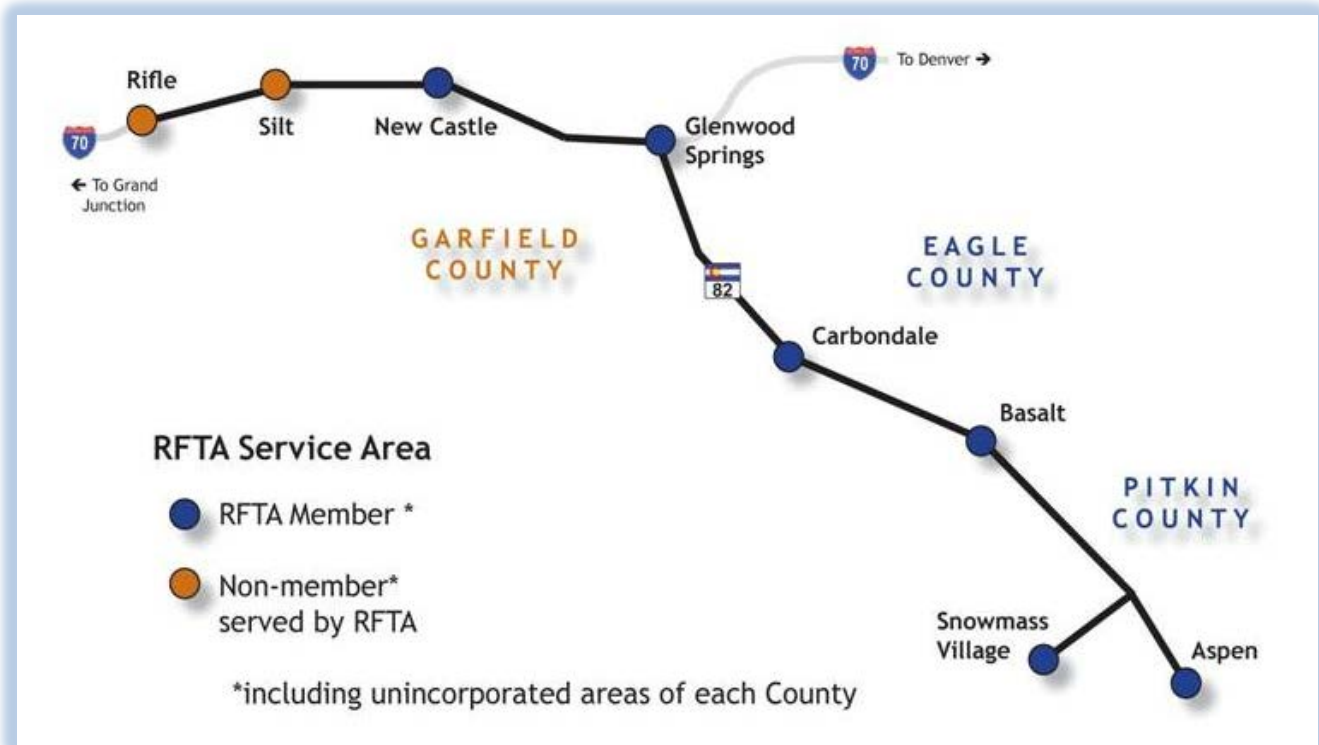 Rifle
Silt
New Castle
Glenwood
Springs
70
To Denver →
70
← To Grand
Junction
GARFIELD
COUNTY
EAGLE
COUNTY
82
Carbondale
Basalt
PITKIN
COUNTY
Snowmass
Village
Aspen
RFTA Service Area
RFTA Member *
Non-member*
served by RFTA
*including unincorporated areas of each County